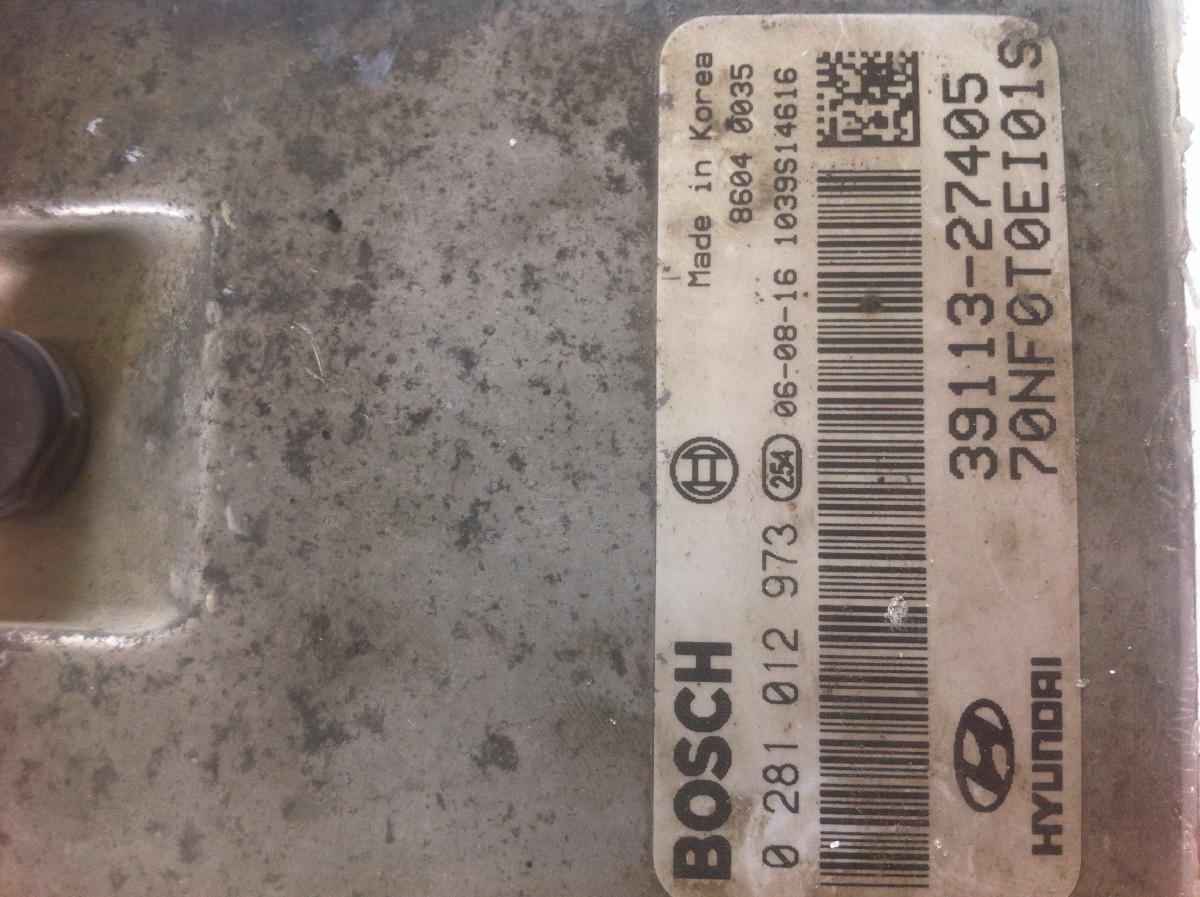 BOSCH
Made in Korea
8604 0035
0 281 012 973 254 06-08-16 1039S14616
39113-27405
HYUNDAI 70NF0T0EI01S